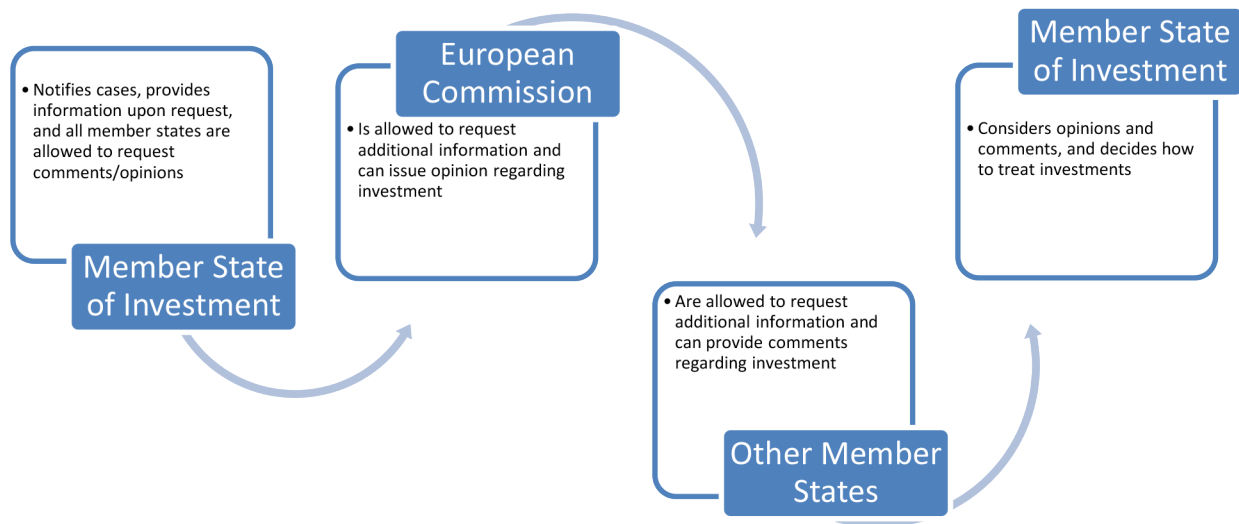 • Notifies cases, provides
information upon request,
and all member states are
allowed to request
comments/opinions
Member State
of Investment
European
Commission
• Is allowed to request
additional information and
can issue opinion regarding
investment
• Are allowed to request
additional information and
can provide comments
regarding investment
Other Member
States
Member State
of Investment
• Considers opinions and
comments, and decides how
to treat investments